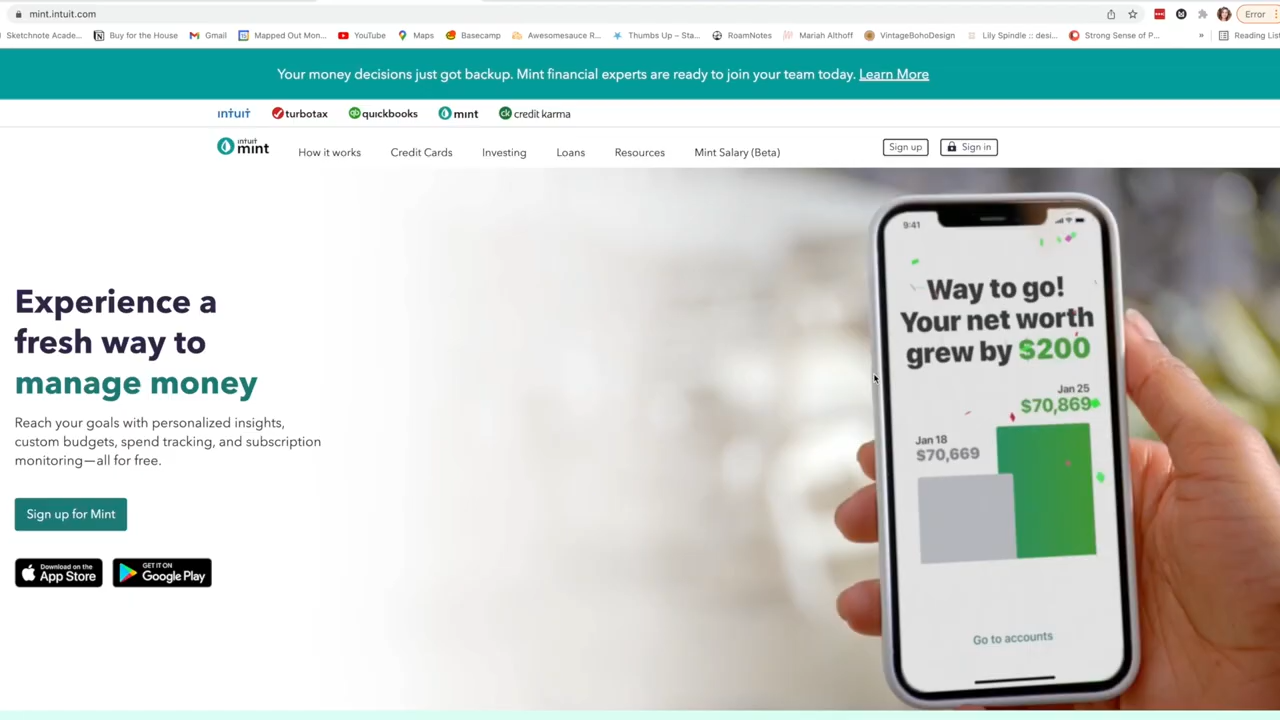 mint.intuit.com
Error
Sketchnote Acade...
Buy for the House
Gmail
Mapped Out Mon...
YouTube
Maps
Basecamp
Awesomesauce R...
Thumbs Up – Sta...
RoamNotes
Mariah Althoff
VintageBohoDesign
Lily Spindle :: desi...
Strong Sense of P...
»
Reading List
Your money decisions just got backup. Mint financial experts are ready to join your team today. Learn More
intuit
turbotax
quickbooks
mint
ck credit karma
intuit
mint
How it works
Credit Cards
Investing
Loans
Resources
Mint Salary (Beta)
Sign up
Sign in
Experience a
fresh way to
manage money
Reach your goals with personalized insights,
custom budgets, spend tracking, and subscription
monitoring—all for free.
Sign up for Mint
Download on the
App Store
GET IT ON
Google Play
9:41
Way to go!
Your net worth
grew by $200
Jan 25
$70,869
Jan 18
$70,669
Go to accounts